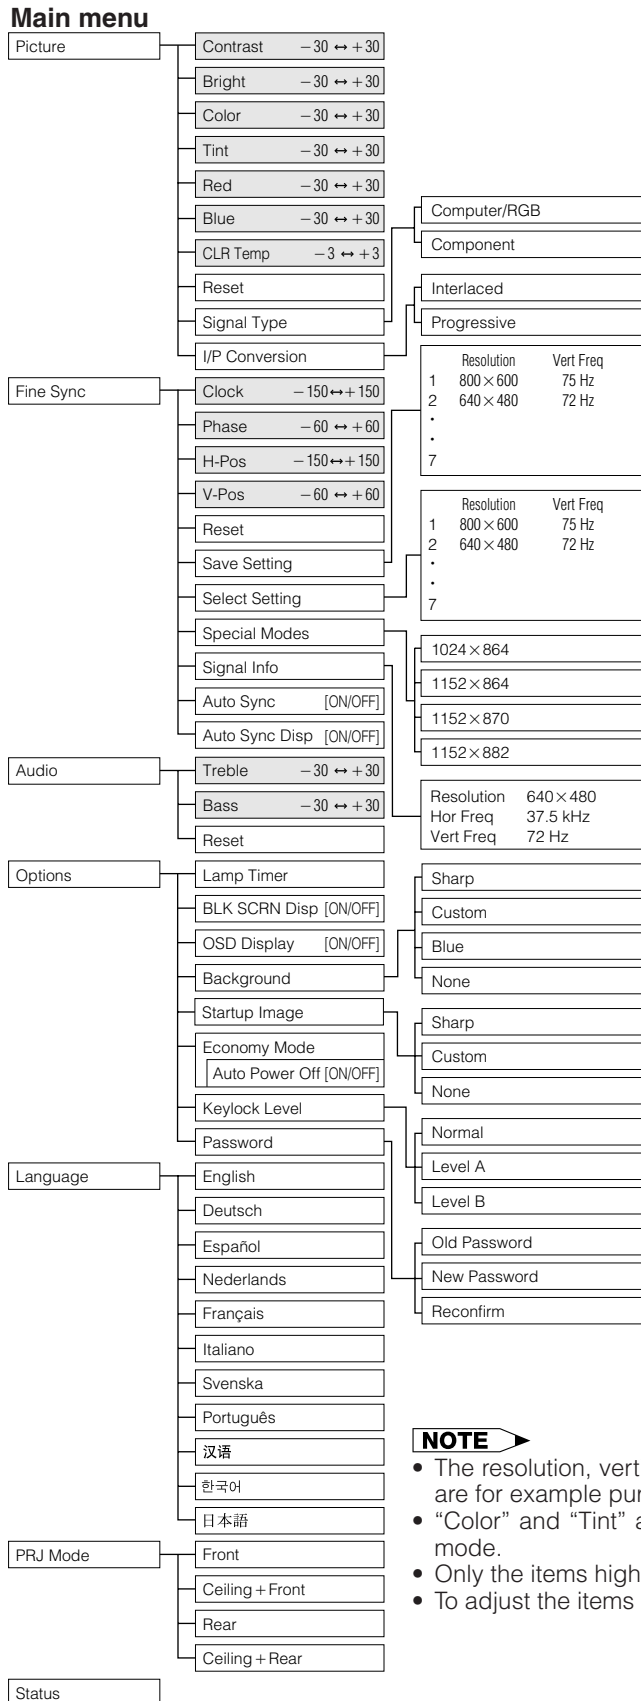 Main menu
Picture
Contrast −30 ↔ +30
Bright −30 ↔ +30
Color −30 ↔ +30
Tint −30 ↔ +30
Red −30 ↔ +30
Blue −30 ↔ +30
CLR Temp −3 ↔ +3
Reset
Signal Type
Computer/RGB
Component
I/P Conversion
Interlaced
Progressive
Fine Sync
Clock −150↔+150
Phase −60 ↔ +60
H-Pos −150↔+150
V-Pos −60 ↔ +60
Reset
Save Setting
Resolution Vert Freq
1 800×600 75 Hz
2 640×480 72 Hz
•
•
7
Select Setting
Resolution Vert Freq
1 800×600 75 Hz
2 640×480 72 Hz
•
•
7
Special Modes
1024×864
1152×864
1152×870
1152×882
Signal Info
Resolution 640×480
Hor Freq 37.5 kHz
Vert Freq 72 Hz
Auto Sync [ON/OFF]
Auto Sync Disp [ON/OFF]
Audio
Treble −30 ↔ +30
Bass −30 ↔ +30
Reset
Options
Lamp Timer
BLK SCRN Disp [ON/OFF]
OSD Display [ON/OFF]
Background
Sharp
Custom
Blue
None
Startup Image
Sharp
Custom
None
Economy Mode
Auto Power Off [ON/OFF]
Keylock Level
Normal
Level A
Level B
Password
Old Password
New Password
Reconfirm
Language
English
Deutsch
Español
Nederlands
Français
Italiano
Svenska
Português
汉语
한국어
日本語
PRJ Mode
Front
Ceiling+Front
Rear
Ceiling+Rear
Status
NOTE
• The resolution, vert
are for example pur
• “Color” and “Tint” a
mode.
• Only the items high
• To adjust the items